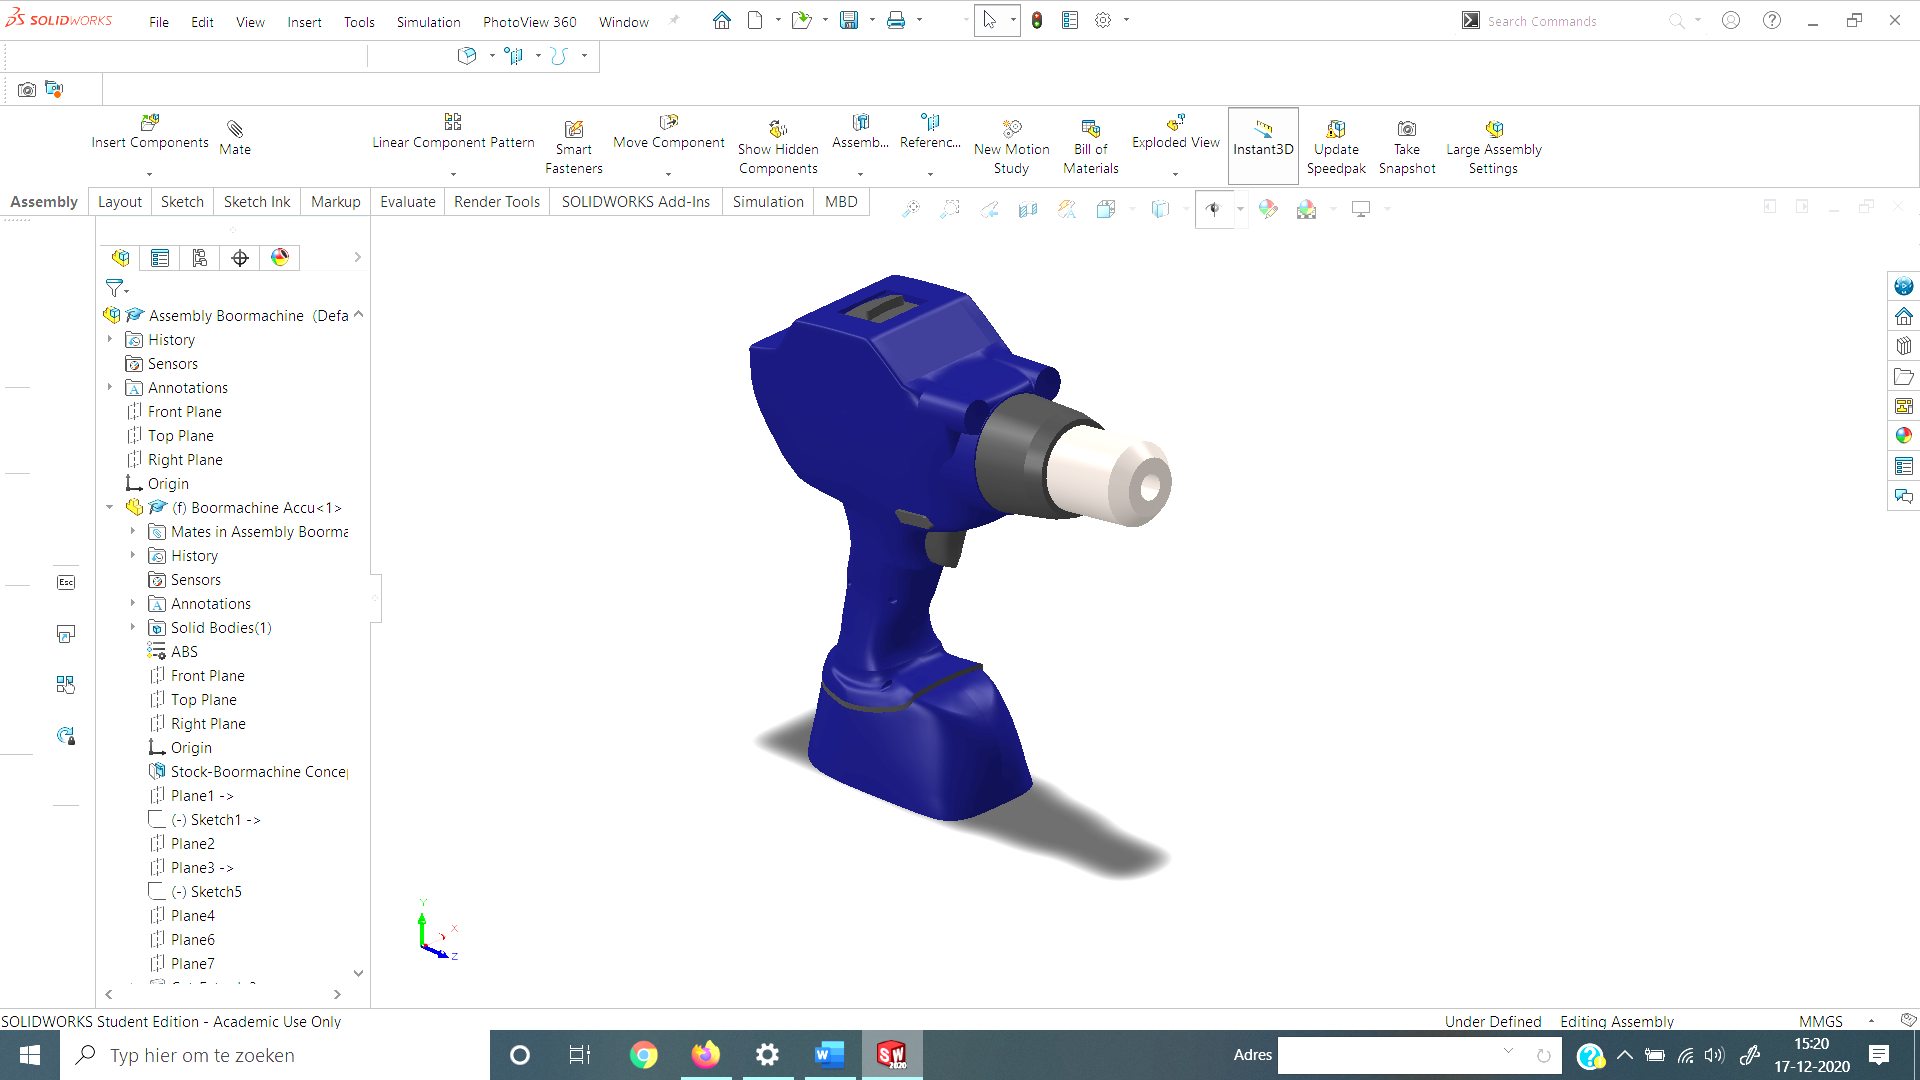 SOLIDWORKS File Edit View Insert Tools Simulation PhotoView 360 Window Search Commands
Insert Components
Mate
Linear Component Pattern
Smart Fasteners
Move Component
Show Hidden Components
Assemb...
Referenc...
New Motion Study
Bill of Materials
Exploded View
Instant3D
Update Speedpak
Take Snapshot
Large Assembly Settings
Assembly Layout Sketch Sketch Ink Markup Evaluate Render Tools SOLIDWORKS Add-Ins Simulation MBD
Assembly Boormachine (Defa
History
Sensors
Annotations
Front Plane
Top Plane
Right Plane
Origin
(f) Boormachine Accu<1>
Mates in Assembly Boorma
History
Sensors
Annotations
Solid Bodies(1)
ABS
Front Plane
Top Plane
Right Plane
Origin
Stock-Boormachine Concep
Plane1 ->
(-) Sketch1 ->
Plane2
Plane3 ->
(-) Sketch5
Plane4
Plane6
Plane7
Esc
Y
X
Z
SOLIDWORKS Student Edition - Academic Use Only
Under Defined Editing Assembly MMGS
Typ hier om te zoeken
SW 2020
Adres
15:20
17-12-2020